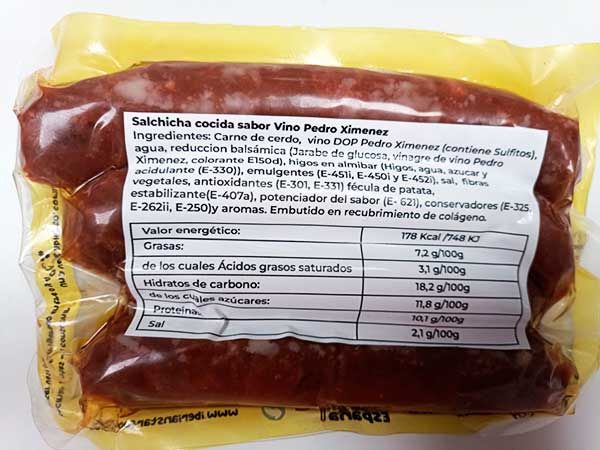 Salchicha cocida sabor Vino Pedro Ximenez
Ingredientes: Carne de cerdo, vino DOP Pedro Ximenez (contiene Sulfitos),
agua, reduccion balsámica (Jarabe de glucosa, vinagre de vino Pedro
Ximenez, colorante E150d), higos en almibar (Higos, agua, azucar y
acidulante (E-330)), emulgentes (E-451i, E-450i y E-452i), sal, fibras
vegetales, antioxidantes (E-301, E-331) fécula de patata,
estabilizante(E-407a), potenciador del sabor (E- 621), conservadores (E-325,
E-262ii, E-250)y aromas. Embutido en recubrimiento de colágeno.
Valor energético: 178 Kcal /748 KJ
Grasas: 7,2 g/100g
de los cuales Ácidos grasos saturados 3,1 g/100g
Hidratos de carbono: 18,2 g/100g
de los cuales azúcares: 11,8 g/100g
Proteina 10,1 g/100g
Sal 2,1 g/100g
España